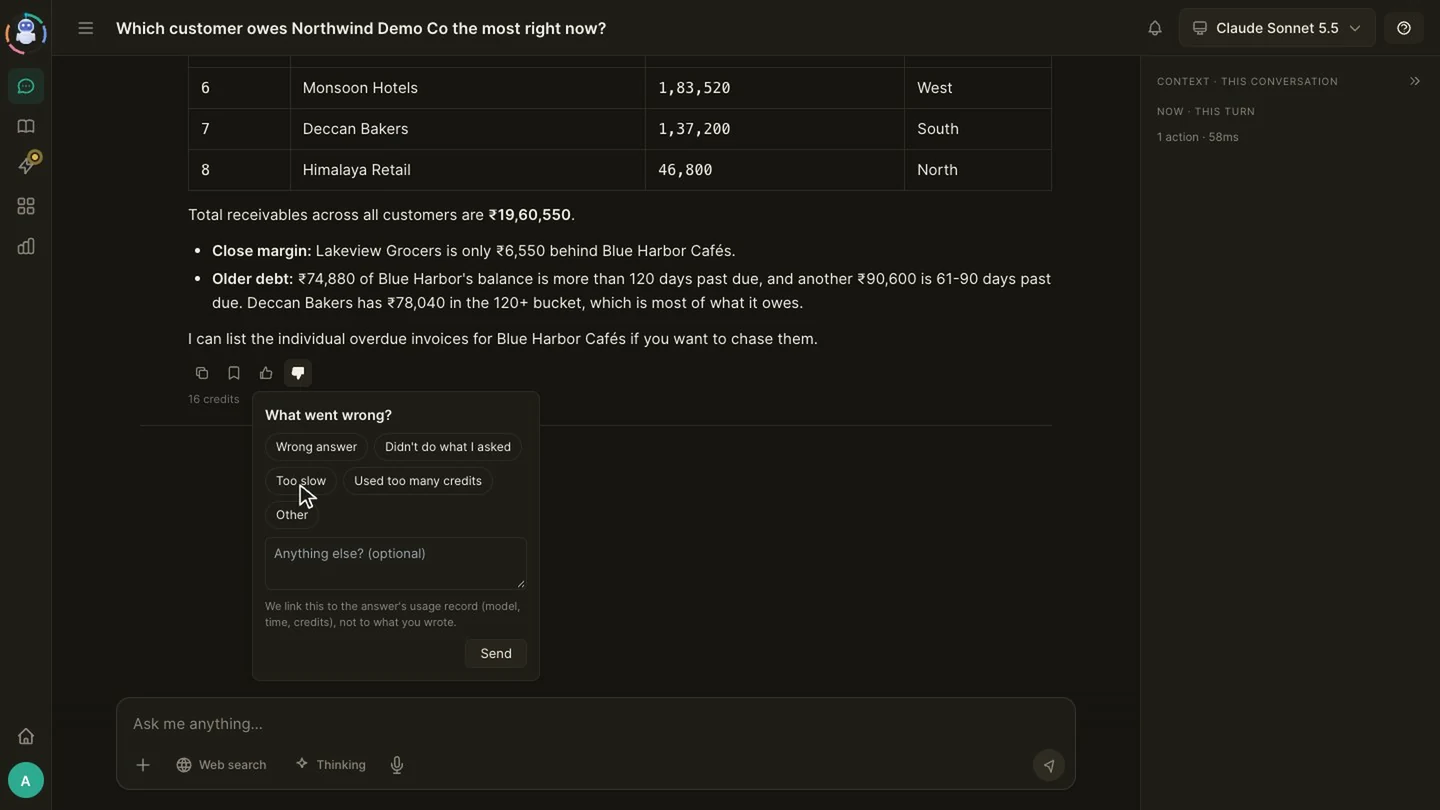 Which customer owes Northwind Demo Co the most right now?
Claude Sonnet 5.5
CONTEXT · THIS CONVERSATION
NOW · THIS TURN
1 action · 58ms
6 Monsoon Hotels 1,83,520 West
7 Deccan Bakers 1,37,200 South
8 Himalaya Retail 46,800 North
Total receivables across all customers are ₹19,60,550.
• Close margin: Lakeview Grocers is only ₹6,550 behind Blue Harbor Cafés.
• Older debt: ₹74,880 of Blue Harbor's balance is more than 120 days past due, and another ₹90,600 is 61-90 days past
due. Deccan Bakers has ₹78,040 in the 120+ bucket, which is most of what it owes.
I can list the individual overdue invoices for Blue Harbor Cafés if you want to chase them.
16 credits
What went wrong?
Wrong answer Didn't do what I asked
Too slow Used too many credits
Other
Anything else? (optional)
We link this to the answer's usage record (model,
time, credits), not to what you wrote.
Send
Ask me anything...
Web search Thinking
A